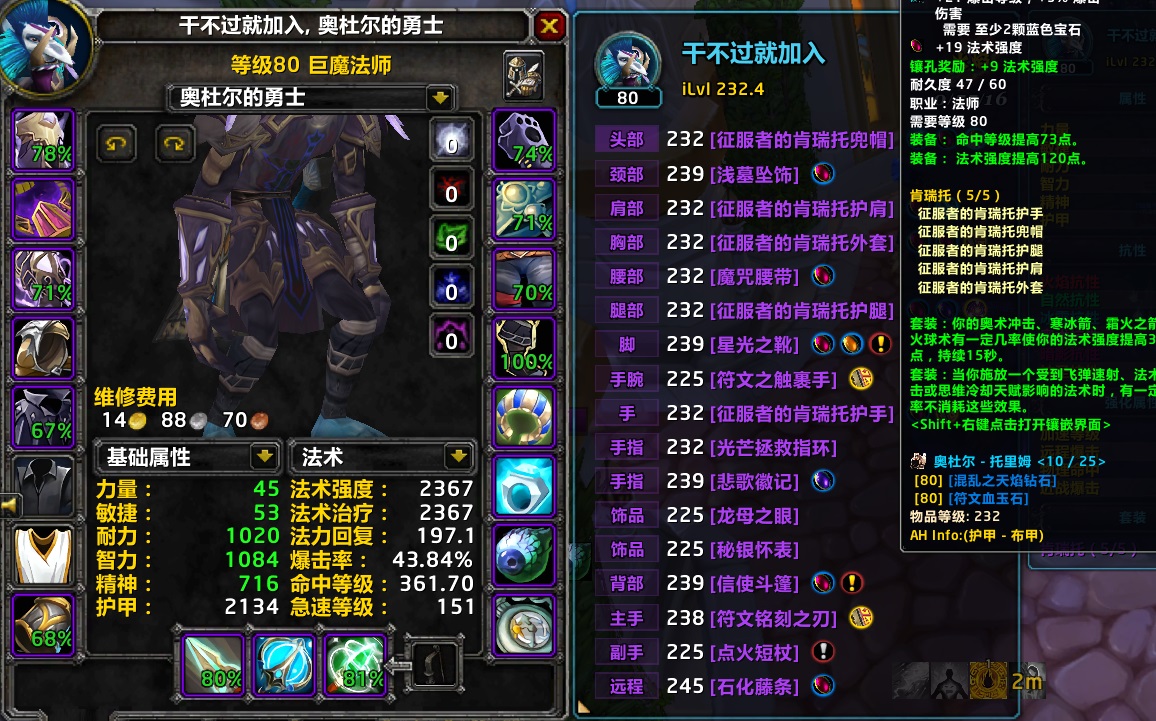 干不过就加入, 奥杜尔的勇士
等级80 巨魔法师
奥杜尔的勇士
78%
71%
67%
68%
0
0
0
0
0
74%
71%
70%
100%
维修费用
14 88 70
基础属性
法术
力量： 45
敏捷： 53
耐力： 1020
智力： 1084
精神： 716
护甲： 2134
法术强度： 2367
法术治疗： 2367
法力回复： 197.1
爆击率： 43.84%
命中等级： 361.70
急速等级： 151
80%
81%
80
干不过就加入
iLvl 232.4
头部 232 [征服者的肯瑞托兜帽]
颈部 239 [浅墓坠饰]
肩部 232 [征服者的肯瑞托护肩]
胸部 232 [征服者的肯瑞托外套]
腰部 232 [魔咒腰带]
腿部 232 [征服者的肯瑞托护腿]
脚 239 [星光之靴]
手腕 225 [符文之触裹手]
手 232 [征服者的肯瑞托护手]
手指 232 [光芒拯救指环]
手指 239 [悲歌徽记]
饰品 225 [龙母之眼]
饰品 225 [秘银怀表]
背部 239 [信使斗篷]
主手 238 [符文铭刻之刃]
副手 225 [点火短杖]
远程 245 [石化藤条]
伤害
需要 至少2颗蓝色宝石
+19 法术强度
镶孔奖励：+9 法术强度
耐久度 47 / 60
职业：法师
需要等级 80
装备： 命中等级提高73点。
装备： 法术强度提高120点。
肯瑞托 ( 5/5 )
征服者的肯瑞托护手
征服者的肯瑞托兜帽
征服者的肯瑞托护腿
征服者的肯瑞托护肩
征服者的肯瑞托外套
套装：你的奥术冲击、寒冰箭、霜火之箭
火球术有一定几率使你的法术强度提高3
点，持续15秒。
套装：当你施放一个受到飞弹速射、法术
击或思维冷却天赋影响的法术时，有一定
率不消耗这些效果。
<Shift+右键点击打开镶嵌界面>
奥杜尔 - 托里姆 <10 / 25>
[80] [混乱之天焰钻石]
[80] [符文血玉石]
物品等级: 232
AH Info:(护甲 - 布甲)
2m